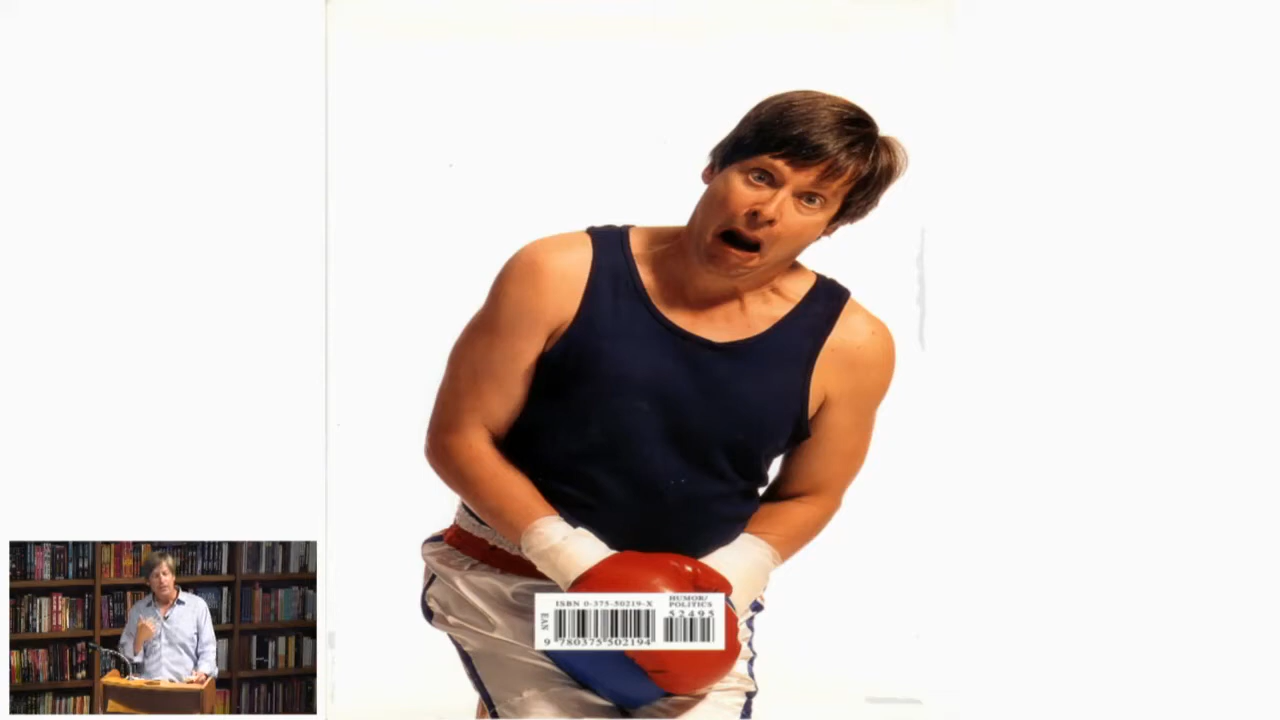 ISBN 0-375-50219-X
HUMOR/
POLITICS
52495
EAN
9 780375 502194